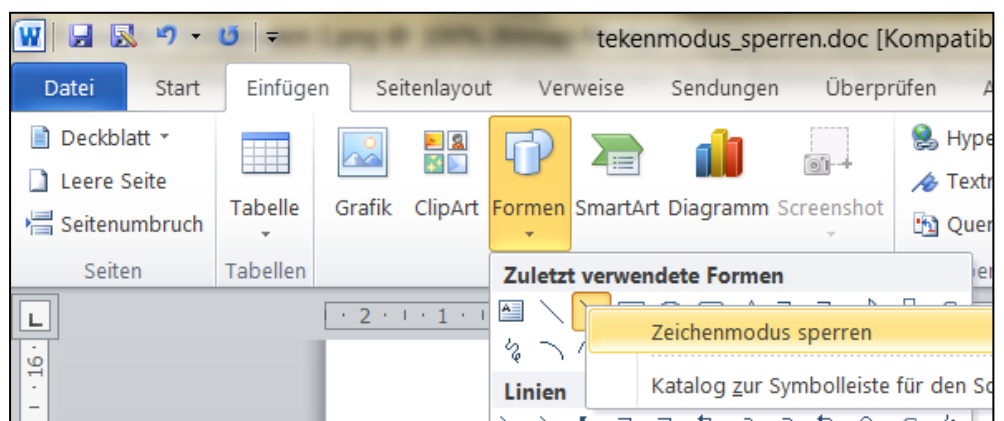 W tekenmodus_sperren.doc [Kompatib
Datei Start Einfügen Seitenlayout Verweise Sendungen Überprüfen
Deckblatt
Leere Seite
Seitenumbruch
Tabelle Grafik ClipArt Formen SmartArt Diagramm Screenshot
Hype
Textr
Quer
Seiten Tabellen
Zuletzt verwendete Formen
L 2 1
Zeichenmodus sperren
16
Linien Katalog zur Symbolleiste für den Sc